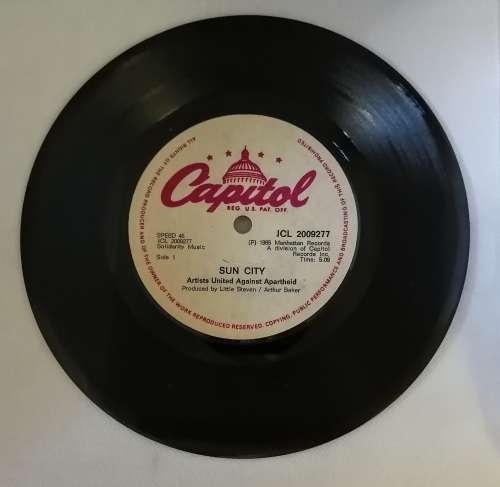 ALL RIGHTS OF THE RECORD PRODUCER AND OF THE OWNER OF THE WORK REPRODUCED RESERVED. COPYING, PUBLIC PERFORMANCE AND BROADCASTING OF THIS RECORD PROHIBITED
Capitol
REG. U.S. PAT. OFF.
SPEED 45
ICL 2009277
Solidarity Music
Side 1
ICL 2009277
(P) 1985 Manhattan Records
A division of Capitol
Records Inc.
Time: 5.09
SUN CITY
Artists United Against Apartheid
Produced by Little Steven / Arthur Baker